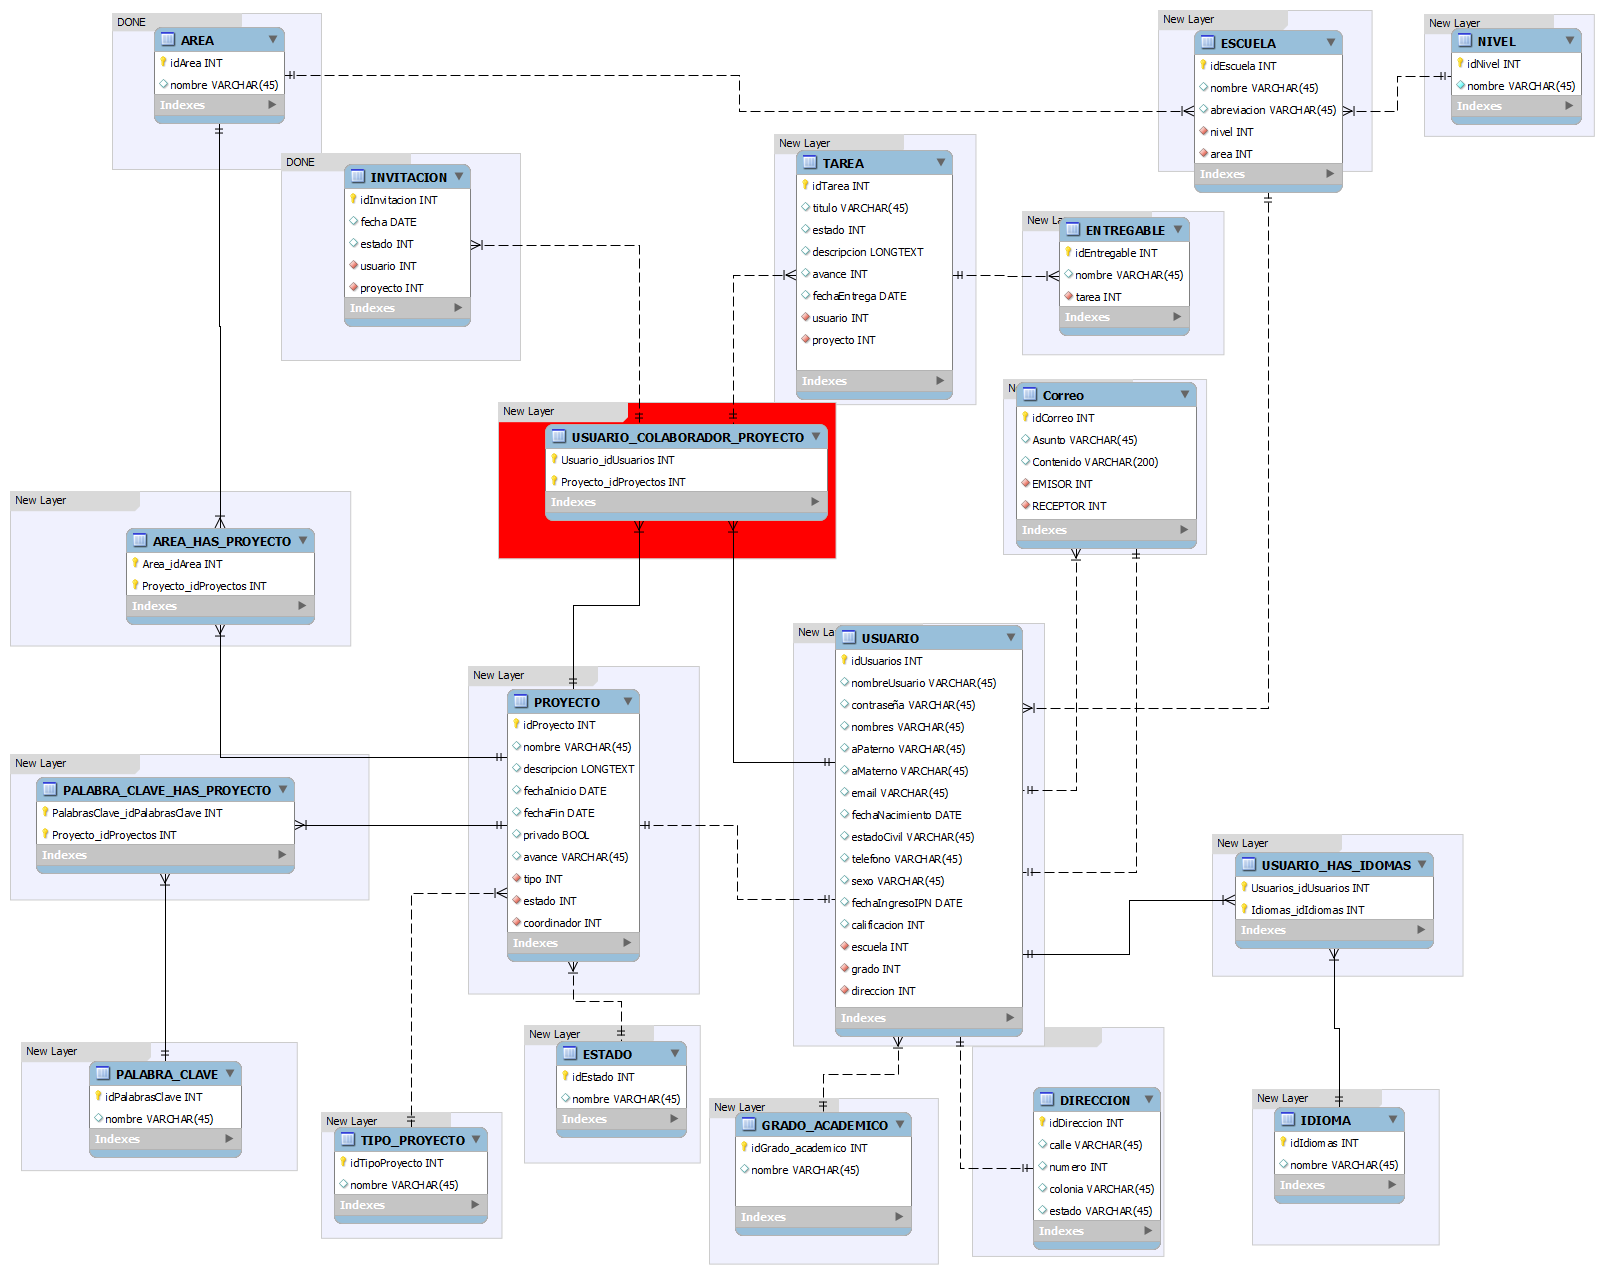 DONE
AREA
idArea INT
nombre VARCHAR(45)
Indexes
New Layer
ESCUELA
idEscuela INT
nombre VARCHAR(45)
abreviacion VARCHAR(45)
nivel INT
area INT
Indexes
New Layer
NIVEL
idNivel INT
nombre VARCHAR(45)
Indexes
DONE
INVITACION
idInvitacion INT
fecha DATE
estado INT
usuario INT
proyecto INT
Indexes
New Layer
TAREA
idTarea INT
titulo VARCHAR(45)
estado INT
descripcion LONGTEXT
avance INT
fechaEntrega DATE
usuario INT
proyecto INT
Indexes
New La
ENTREGABLE
idEntregable INT
nombre VARCHAR(45)
tarea INT
Indexes
New Layer
USUARIO_COLABORADOR_PROYECTO
Usuario_idUsuarios INT
Proyecto_idProyectos INT
Indexes
N
Correo
idCorreo INT
Asunto VARCHAR(45)
Contenido VARCHAR(200)
EMISOR INT
RECEPTOR INT
Indexes
New Layer
AREA_HAS_PROYECTO
Area_idArea INT
Proyecto_idProyectos INT
Indexes
New Layer
PROYECTO
idProyecto INT
nombre VARCHAR(45)
descripcion LONGTEXT
fechaInicio DATE
fechaFin DATE
privado BOOL
avance VARCHAR(45)
tipo INT
estado INT
coordinador INT
Indexes
New La
USUARIO
idUsuarios INT
nombreUsuario VARCHAR(45)
contraseña VARCHAR(45)
nombres VARCHAR(45)
aPaterno VARCHAR(45)
aMaterno VARCHAR(45)
email VARCHAR(45)
fechaNacimiento DATE
estadoCivil VARCHAR(45)
telefono VARCHAR(45)
sexo VARCHAR(45)
fechaIngresoIPN DATE
calificacion INT
escuela INT
grado INT
direccion INT
Indexes
New Layer
PALABRA_CLAVE_HAS_PROYECTO
PalabrasClave_idPalabrasClave INT
Proyecto_idProyectos INT
Indexes
New Layer
USUARIO_HAS_IDOMAS
Usuarios_idUsuarios INT
Idiomas_idIdiomas INT
Indexes
New Layer
PALABRA_CLAVE
idPalabrasClave INT
nombre VARCHAR(45)
Indexes
New Layer
TIPO_PROYECTO
idTipoProyecto INT
nombre VARCHAR(45)
Indexes
New Layer
ESTADO
idEstado INT
nombre VARCHAR(45)
Indexes
New Layer
GRADO_ACADEMICO
idGrado_academico INT
nombre VARCHAR(45)
Indexes
DIRECCION
idDireccion INT
calle VARCHAR(45)
numero INT
colonia VARCHAR(45)
estado VARCHAR(45)
Indexes
New Layer
IDIOMA
idIdiomas INT
nombre VARCHAR(45)
Indexes